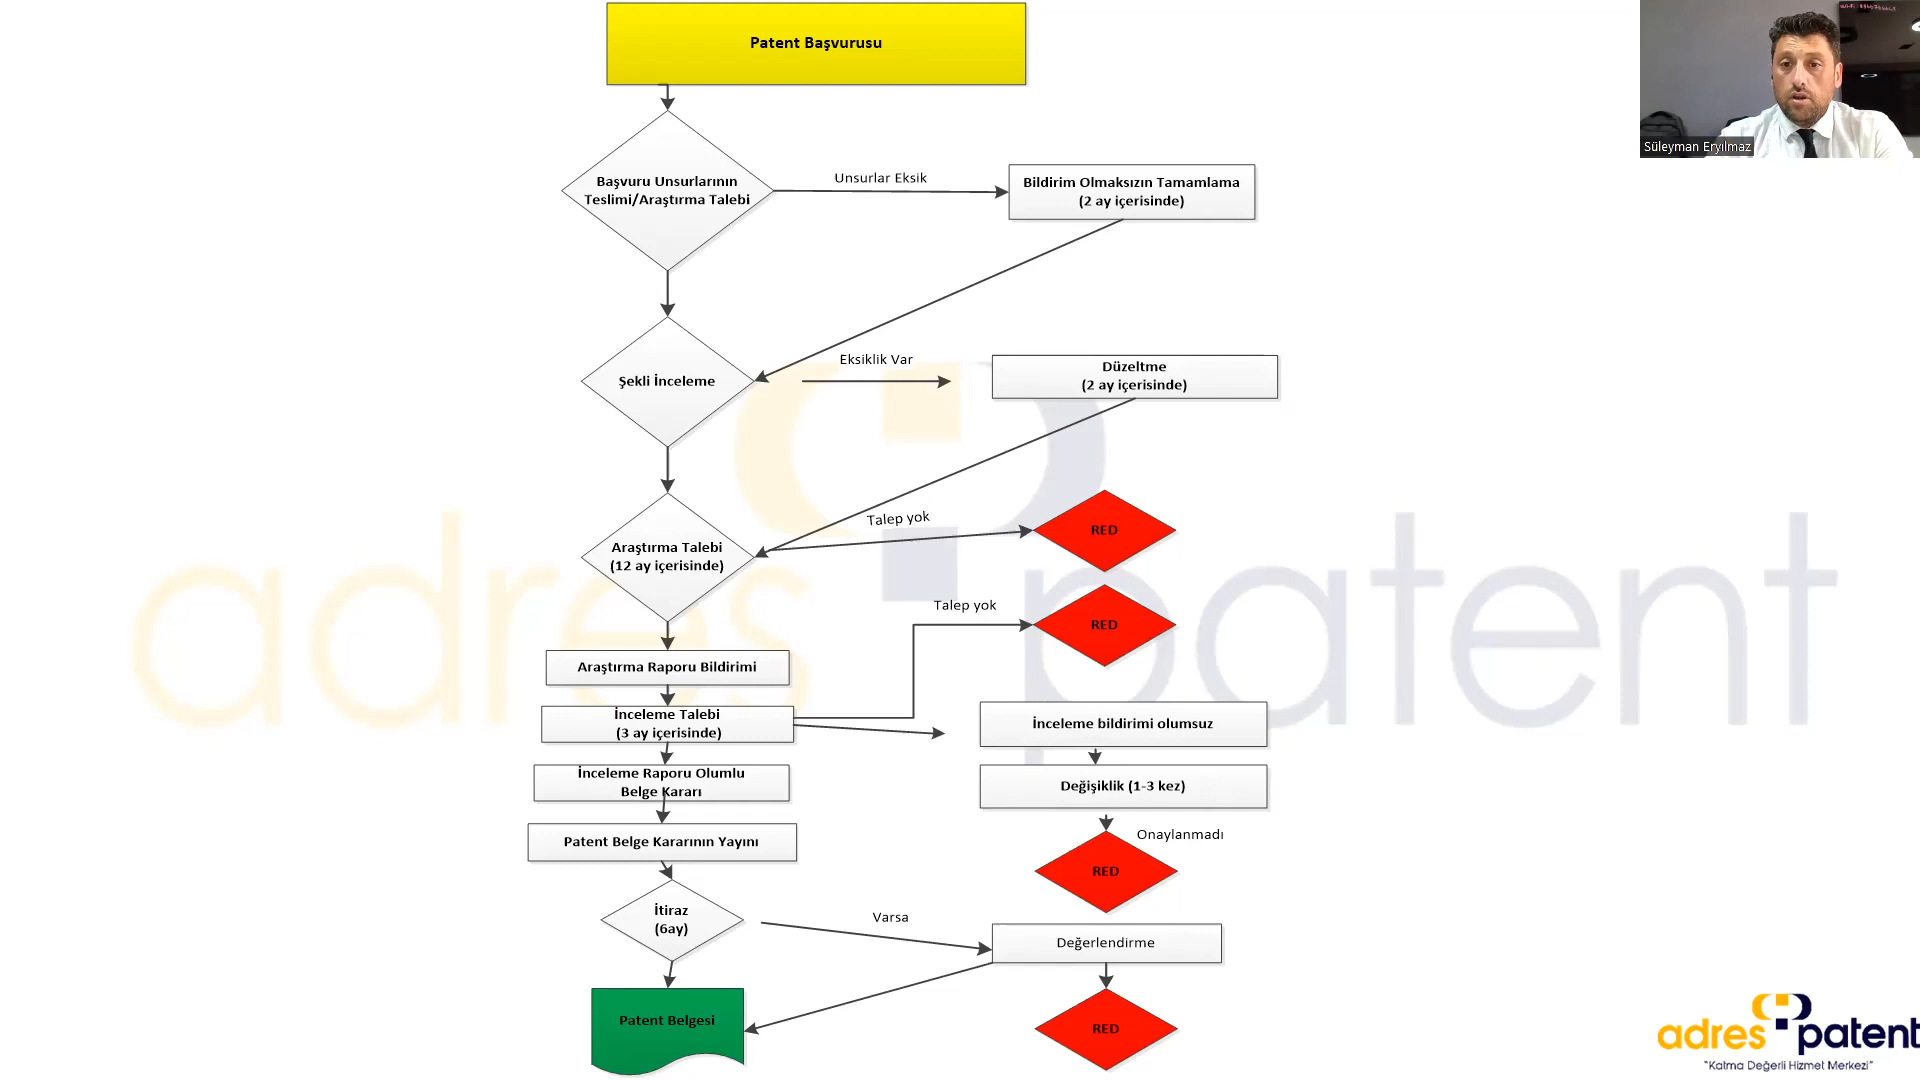 Patent Başvurusu
Süleyman Eryılmaz
Başvuru Unsurlarının
Teslimi/Araştırma Talebi
Unsurlar Eksik
Bildirim Olmaksızın Tamamlama
(2 ay içerisinde)
Şekli İnceleme
Eksiklik Var
Düzeltme
(2 ay içerisinde)
Araştırma Talebi
(12 ay içerisinde)
Talep yok
RED
Talep yok
RED
Araştırma Raporu Bildirimi
İnceleme Talebi
(3 ay içerisinde)
İnceleme bildirimi olumsuz
İnceleme Raporu Olumlu
Belge Kararı
Değişiklik (1-3 kez)
Patent Belge Kararının Yayını
Onaylanmadı
RED
İtiraz
(6ay)
Varsa
Değerlendirme
Patent Belgesi
RED
adres patent
adres patent
"Katma Değerli Hizmet Merkezi"